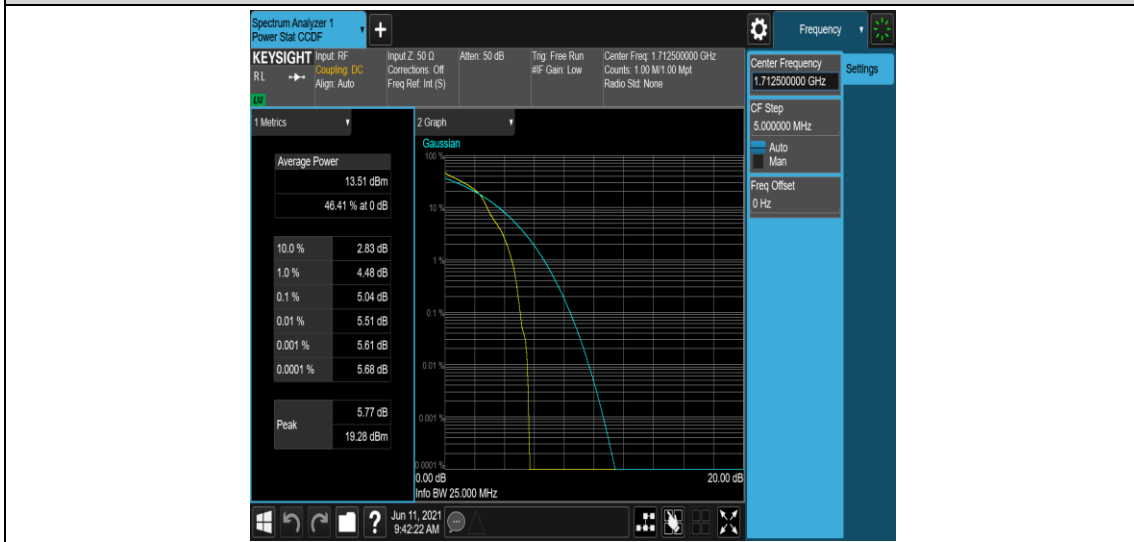 Spectrum Analyzer 1
Power Stat CCDF
+
Frequency
KEYSIGHT
RL
LXI
Input: RF
Coupling: DC
Align: Auto
Input Z: 50 Ω
Corrections: Off
Freq Ref: Int (S)
Atten: 50 dB
Trig: Free Run
#IF Gain: Low
Center Freq: 1.712500000 GHz
Counts: 1.00 M/1.00 Mpt
Radio Std: None
Center Frequency
1.712500000 GHz
Settings
CF Step
5.000000 MHz
Auto
Man
Freq Offset
0 Hz
1 Metrics
Average Power
13.51 dBm
46.41 % at 0 dB
10.0 % 2.83 dB
1.0 % 4.48 dB
0.1 % 5.04 dB
0.01 % 5.51 dB
0.001 % 5.61 dB
0.0001 % 5.68 dB
Peak 5.77 dB
19.28 dBm
2 Graph
Gaussian
100 %
10 %
1 %
0.1 %
0.01 %
0.001 %
0.0001 %
0.00 dB 20.00 dB
Info BW 25.000 MHz
?
Jun 11, 2021
9:42:22 AM